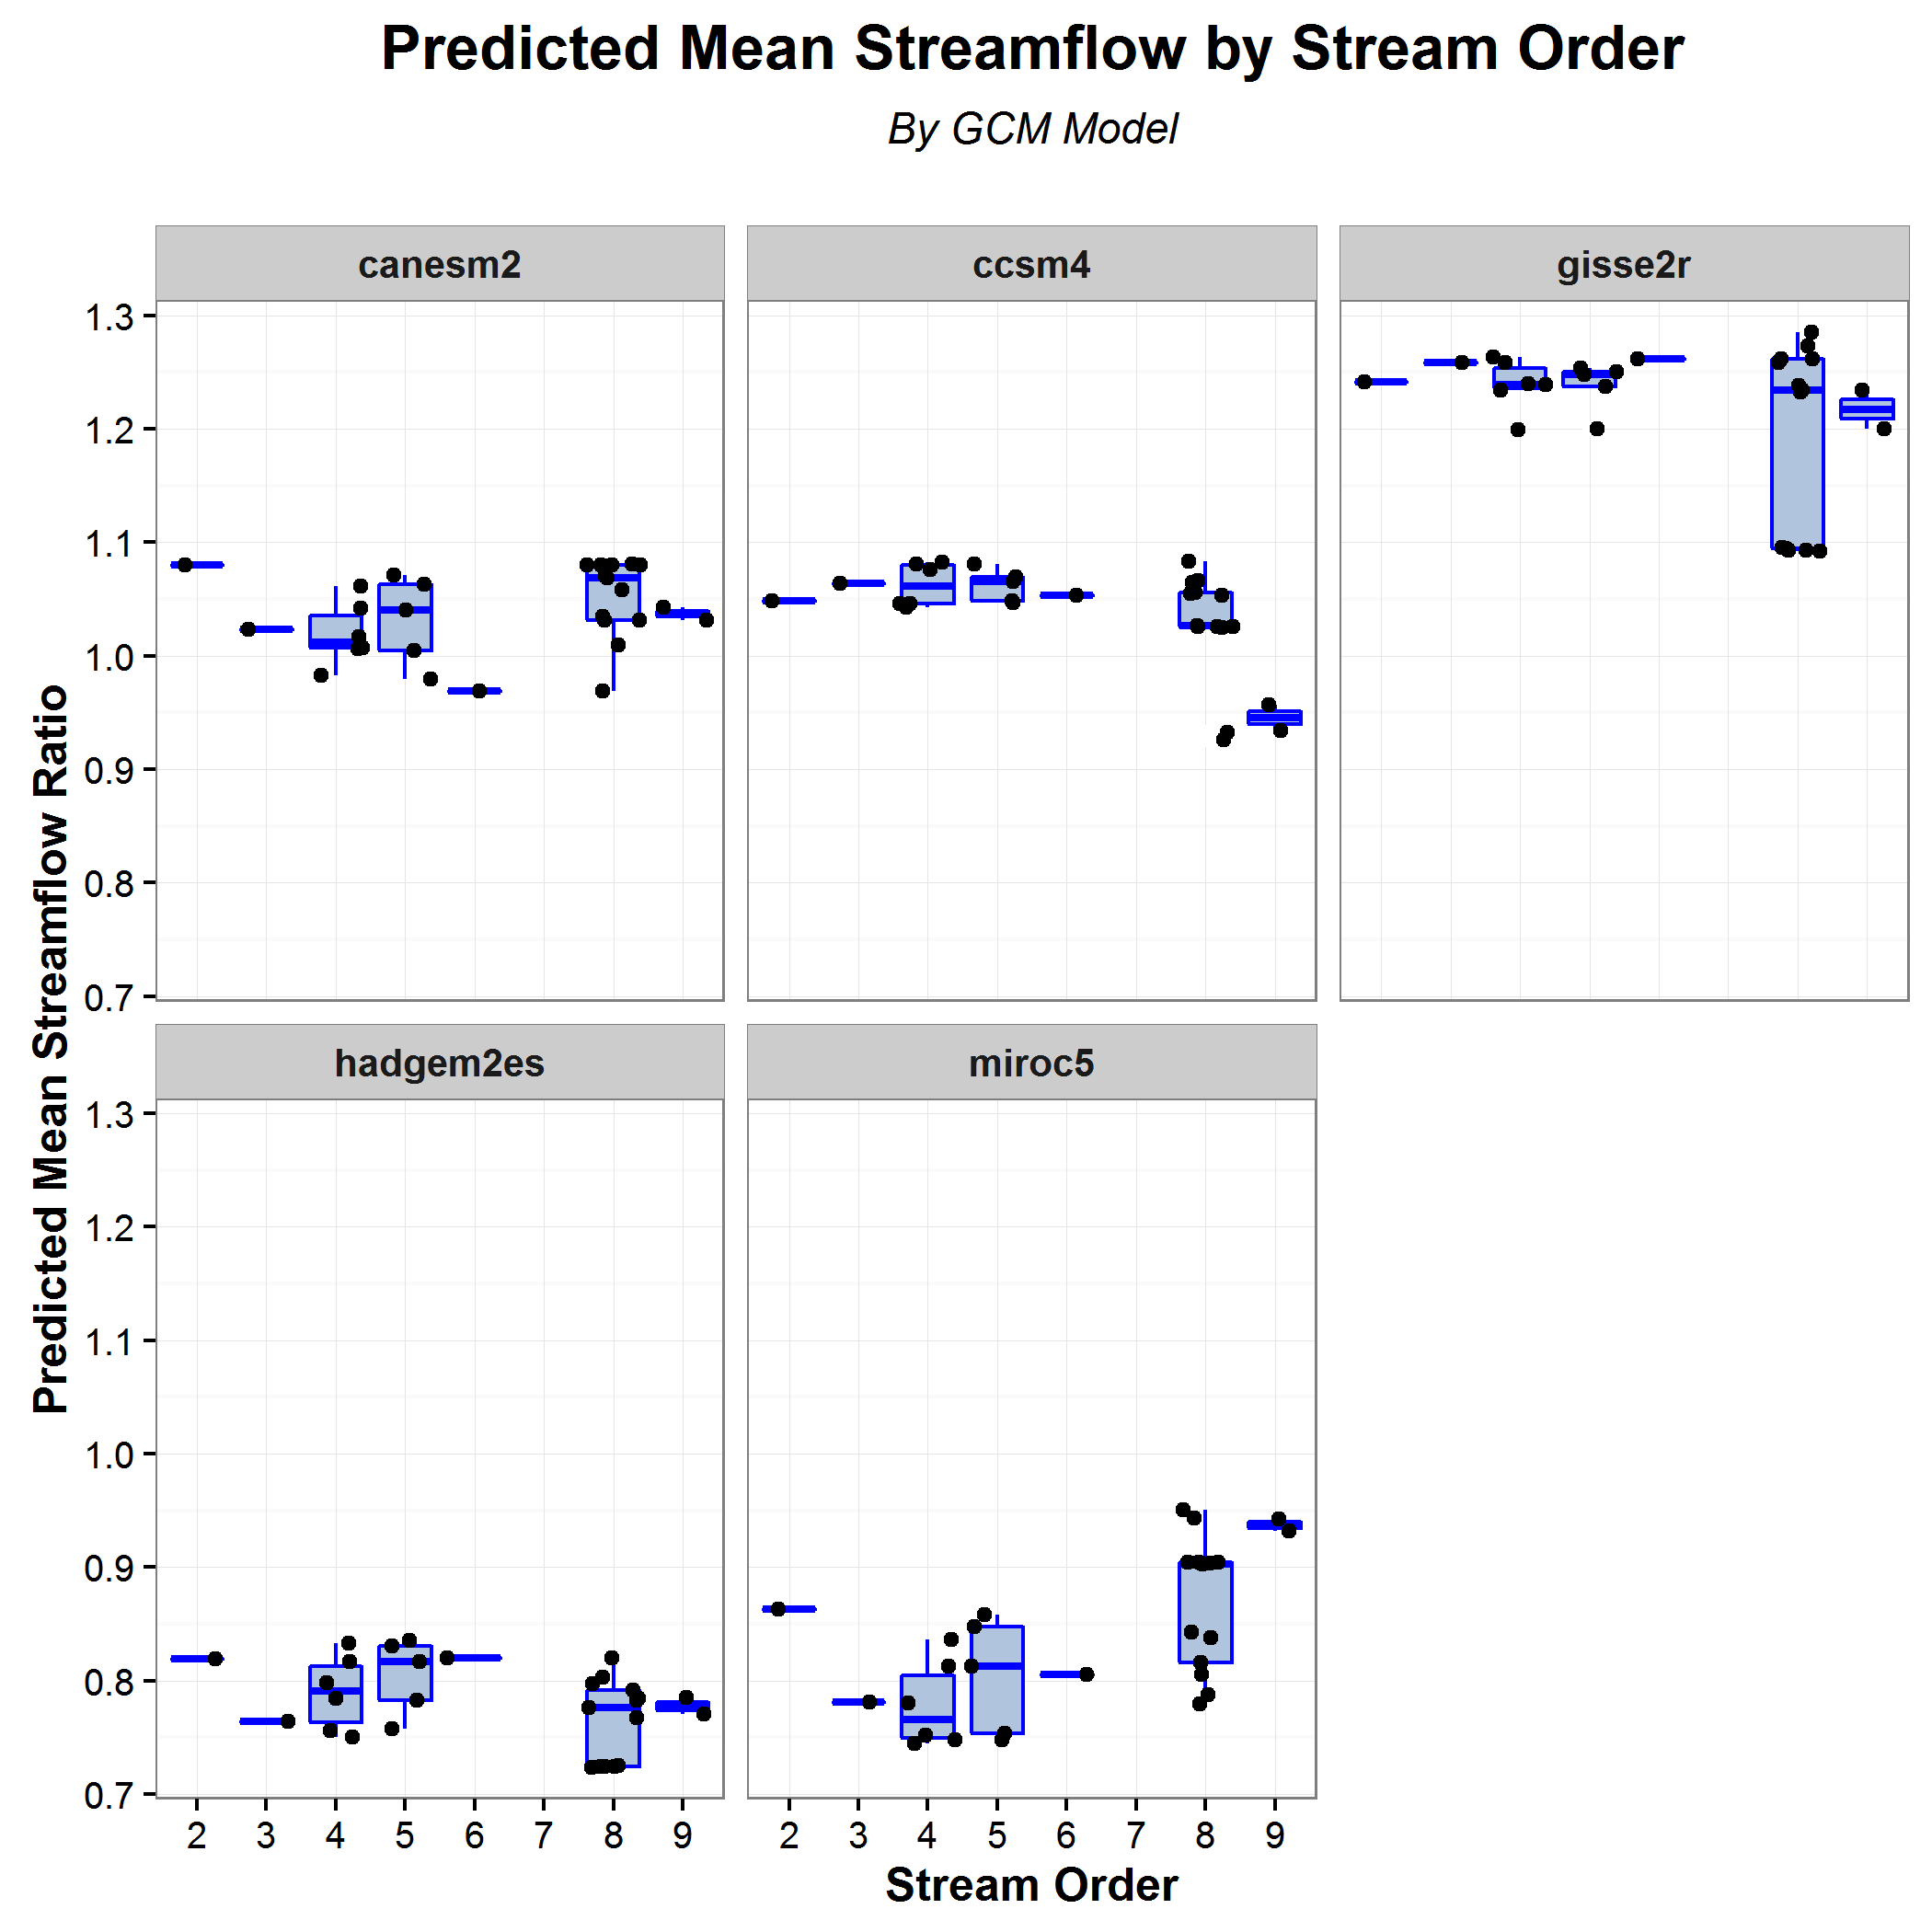 Predicted Mean Streamflow by Stream Order
By GCM Model
canesm2 ccsm4 gisse2r
1.3
1.2
1.1
1.0
0.9
0.8
0.7
Predicted Mean Streamflow Ratio
hadgem2es miroc5
1.3
1.2
1.1
1.0
0.9
0.8
0.7
2 3 4 5 6 7 8 9 2 3 4 5 6 7 8 9
Stream Order